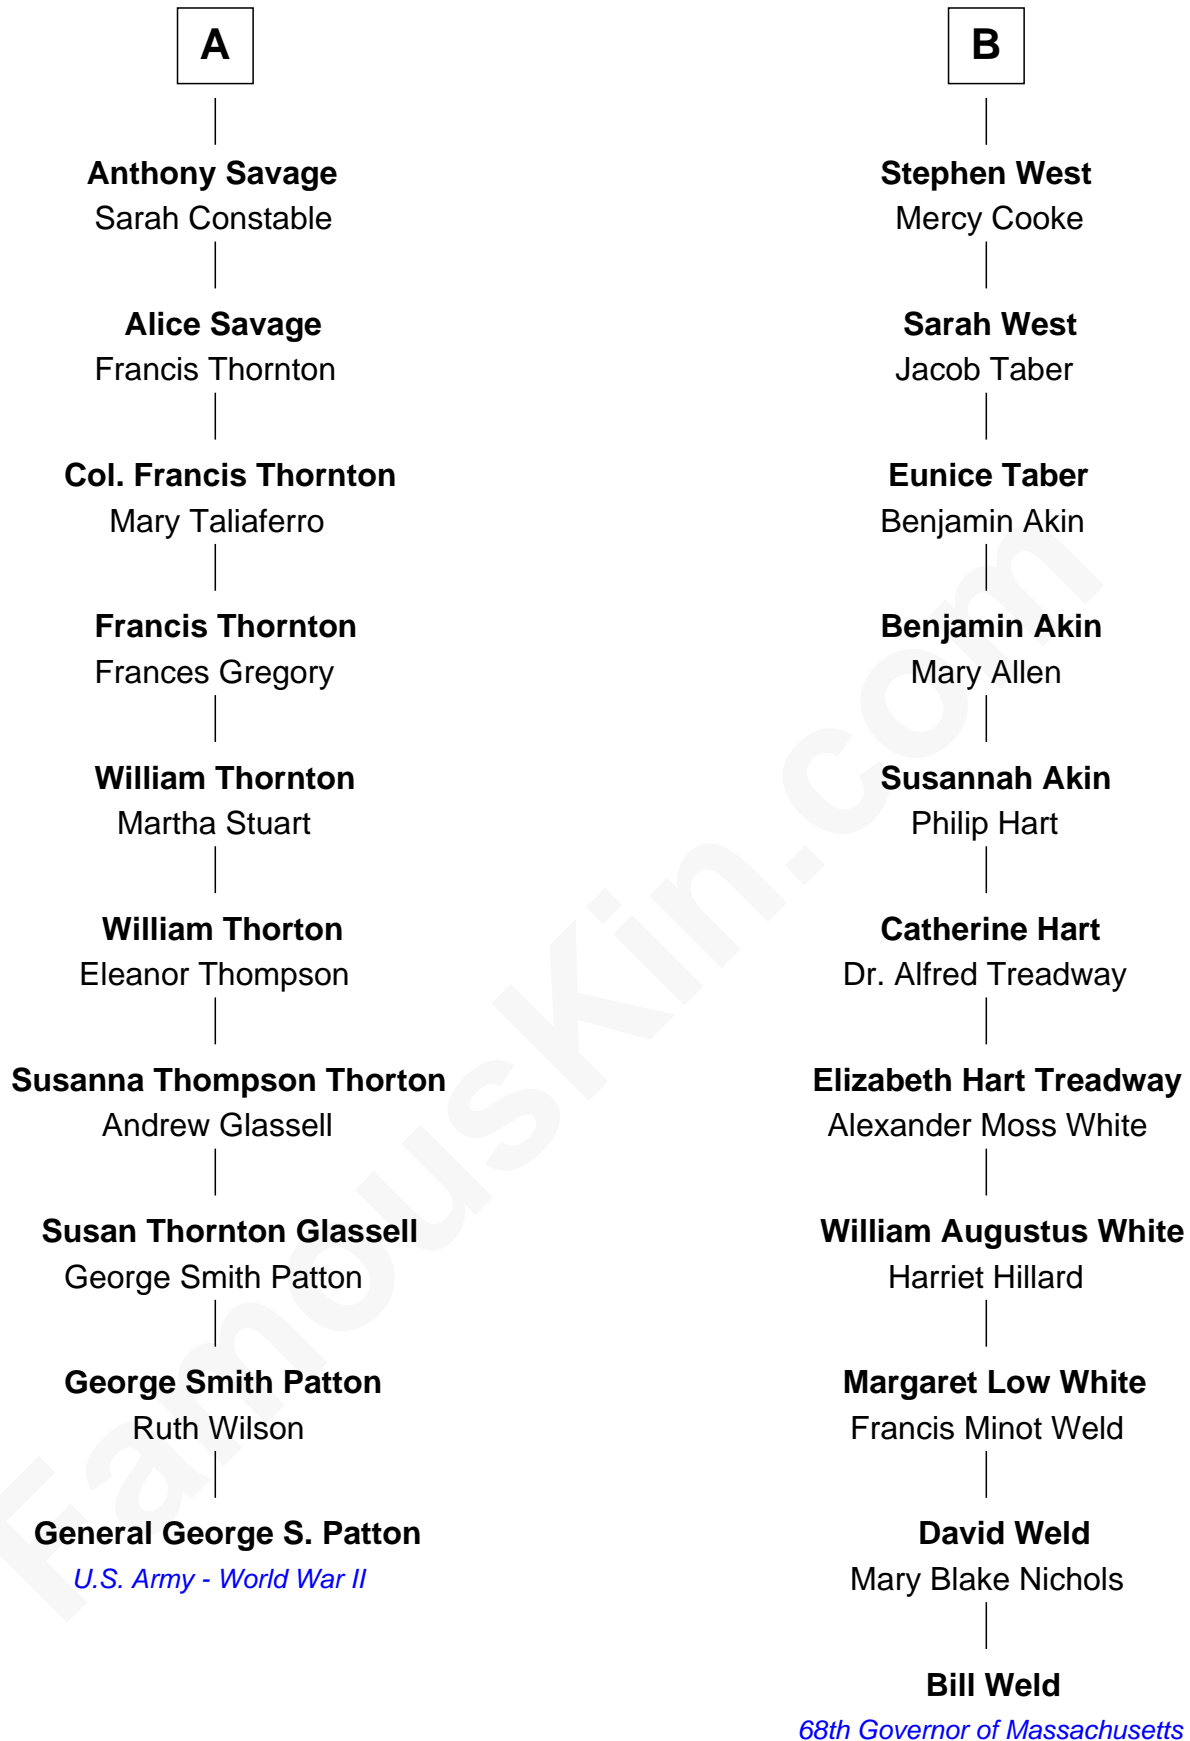 A
Anthony Savage
Sarah Constable
Alice Savage
Francis Thornton
Col. Francis Thornton
Mary Taliaferro
Francis Thornton
Frances Gregory
William Thornton
Martha Stuart
William Thorton
Eleanor Thompson
Susanna Thompson Thorton
Andrew Glassell
Susan Thornton Glassell
George Smith Patton
George Smith Patton
Ruth Wilson
General George S. Patton
U.S. Army - World War II
B
Stephen West
Mercy Cooke
Sarah West
Jacob Taber
Eunice Taber
Benjamin Akin
Benjamin Akin
Mary Allen
Susannah Akin
Philip Hart
Catherine Hart
Dr. Alfred Treadway
Elizabeth Hart Treadway
Alexander Moss White
William Augustus White
Harriet Hillard
Margaret Low White
Francis Minot Weld
David Weld
Mary Blake Nichols
Bill Weld
68th Governor of Massachusetts
FamousKin.com